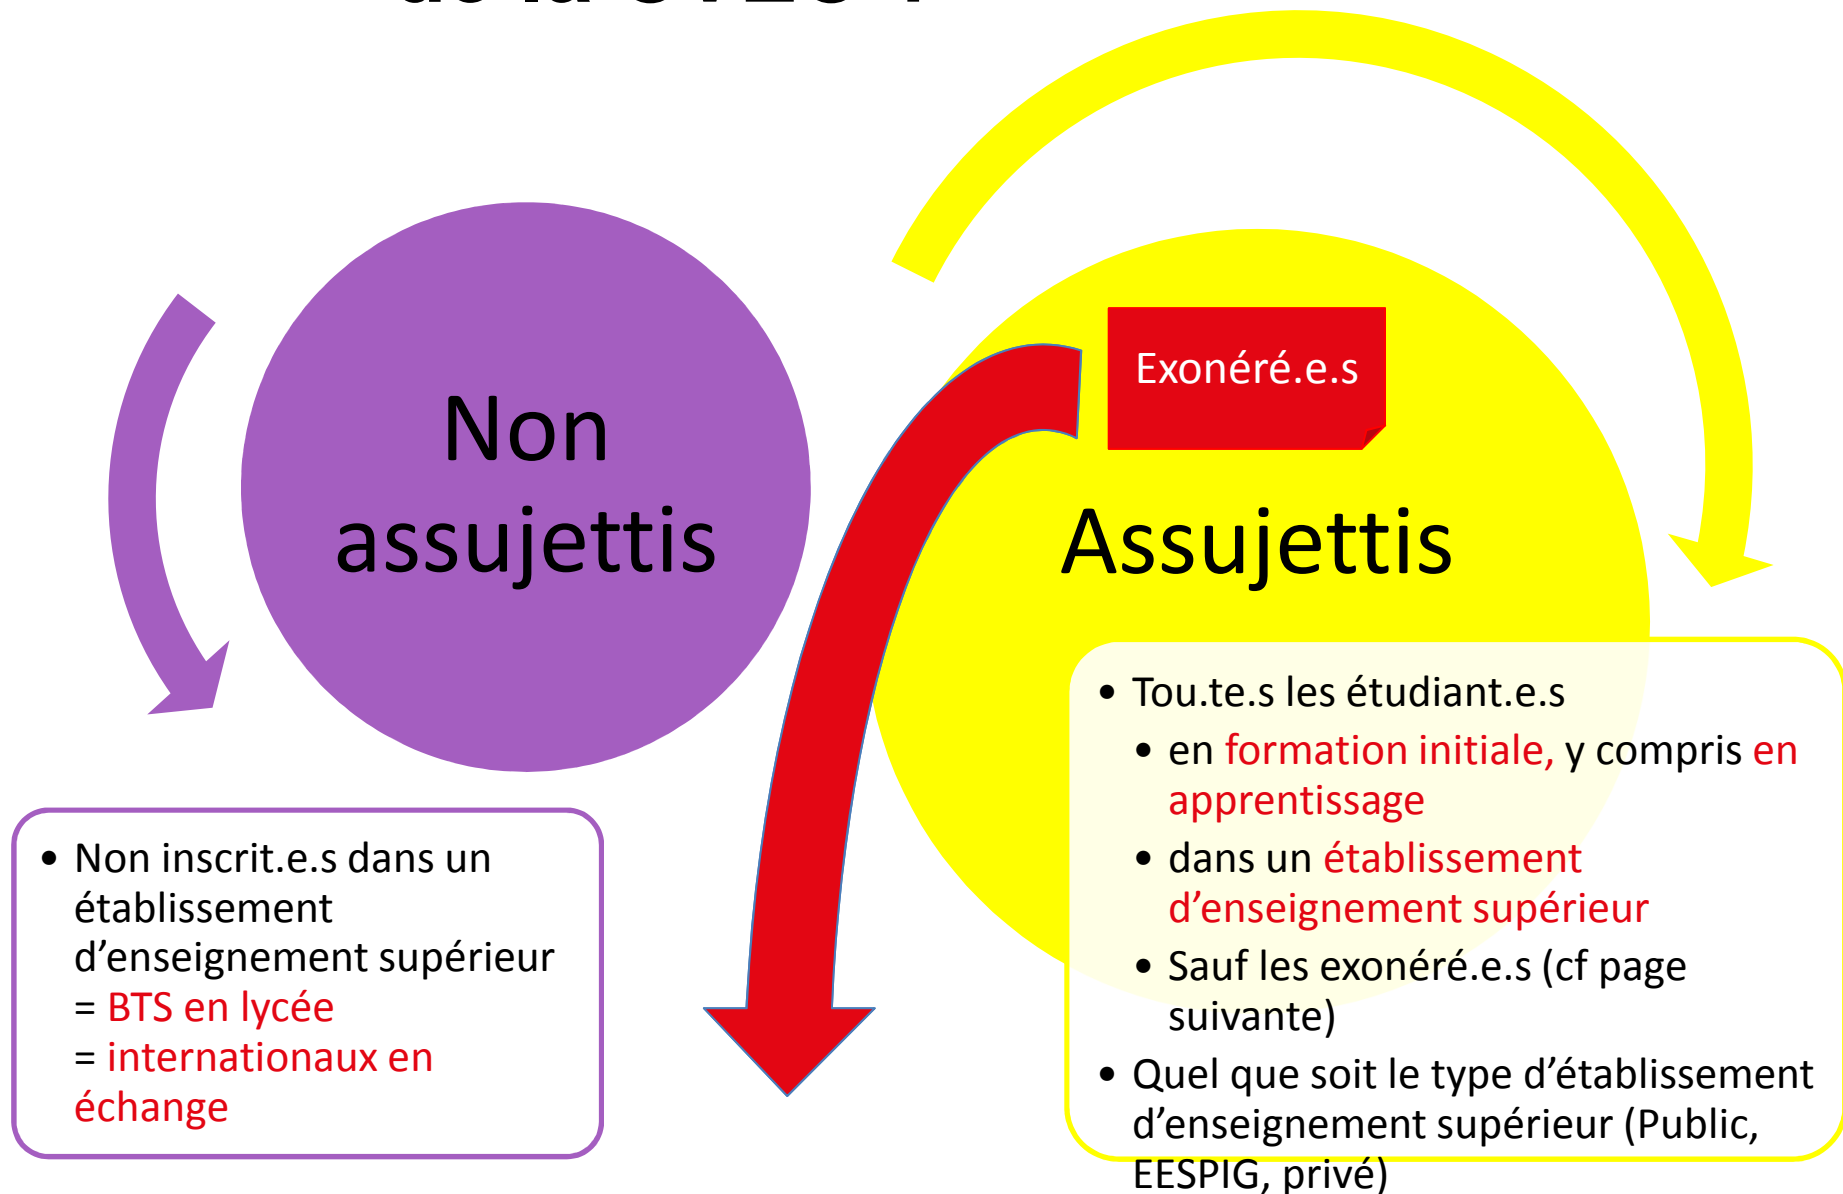 de la
Non
assujettis
• Non inscrit.e.s dans un
établissement
d’enseignement supérieur
= BTS en lycée
= internationaux en
échange
Exonéré.e.s
Assujettis
• Tou.te.s les étudiant.e.s
• en formation initiale, y compris en
apprentissage
• dans un établissement
d’enseignement supérieur
• Sauf les exonéré.e.s (cf page
suivante)
• Quel que soit le type d’établissement
d’enseignement supérieur (Public,
EESPIG, privé)